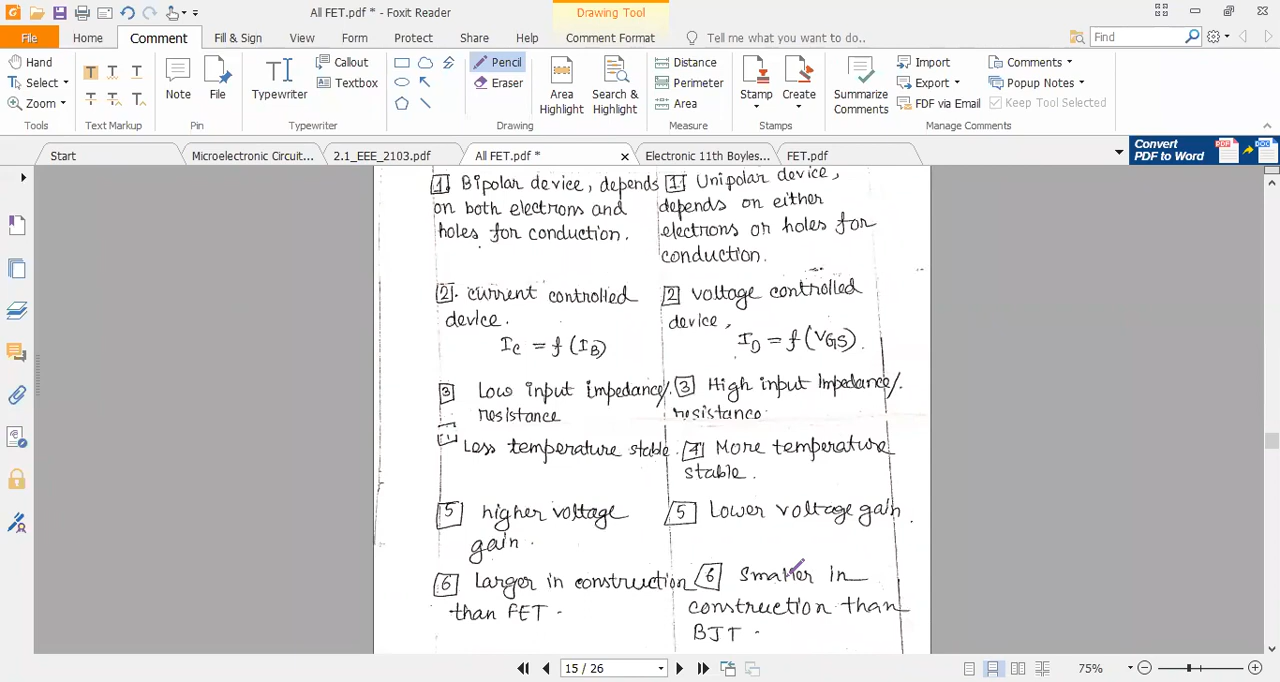 All FET.pdf * - Foxit Reader
Drawing Tool
File Home Comment Fill & Sign View Form Protect Share Help Comment Format Tell me what you want to do.. Find
Hand
Select
Zoom
Tools
Text Markup
Note
File
Pin
Typewriter
Callout
Textbox
Typewriter
Pencil
Eraser
Drawing
Area Highlight
Search & Highlight
Distance
Perimeter
Area
Measure
Stamp
Create
Stamps
Summarize Comments
Import
Export
FDF via Email
Comments
Popup Notes
Keep Tool Selected
Manage Comments
Start
Microelectronic Circuit...
2.1_EEE_2103.pdf
All FET.pdf *
Electronic 11th Boyles...
FET.pdf
Convert
PDF to Word
1. Bipolar device, depends
on both electrons and
holes for conduction.
1. Unipolar device,
depends on either
electrons or holes for
conduction.
2. current controlled
device.
IC = f (IB)
2 voltage controlled
device,
ID = f (VGS).
3 Low input impedance/
resistance
3 High input Impedance/.
resistance.
Less temperature stable.
4 More temperature
stable.
5 higher voltage
gain.
5 Lower voltage gain.
6 Larger in construction
than FET.
6 Smaller in
construction than
BJT.
15 / 26
75%